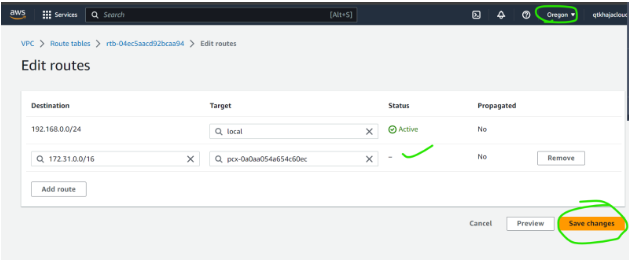 aws Services Search [Alt+S] Oregon ▼ qtkhajacloud
VPC > Route tables > rtb-04ec5aacd92bcaa94 > Edit routes
Edit routes
Destination Target Status Propagated
192.168.0.0/24 local Active No
172.31.0.0/16 pcx-0a0aa054a654c60ec – No Remove
Add route
Cancel Preview Save changes